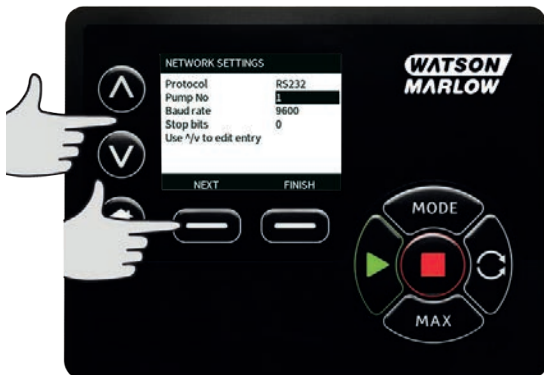 NETWORK SETTINGS
Protocol RS232
Pump No 1
Baud rate 9600
Stop bits 0
Use ^/v to edit entry
NEXT FINISH
WATSON
MARLOW
MODE
MAX